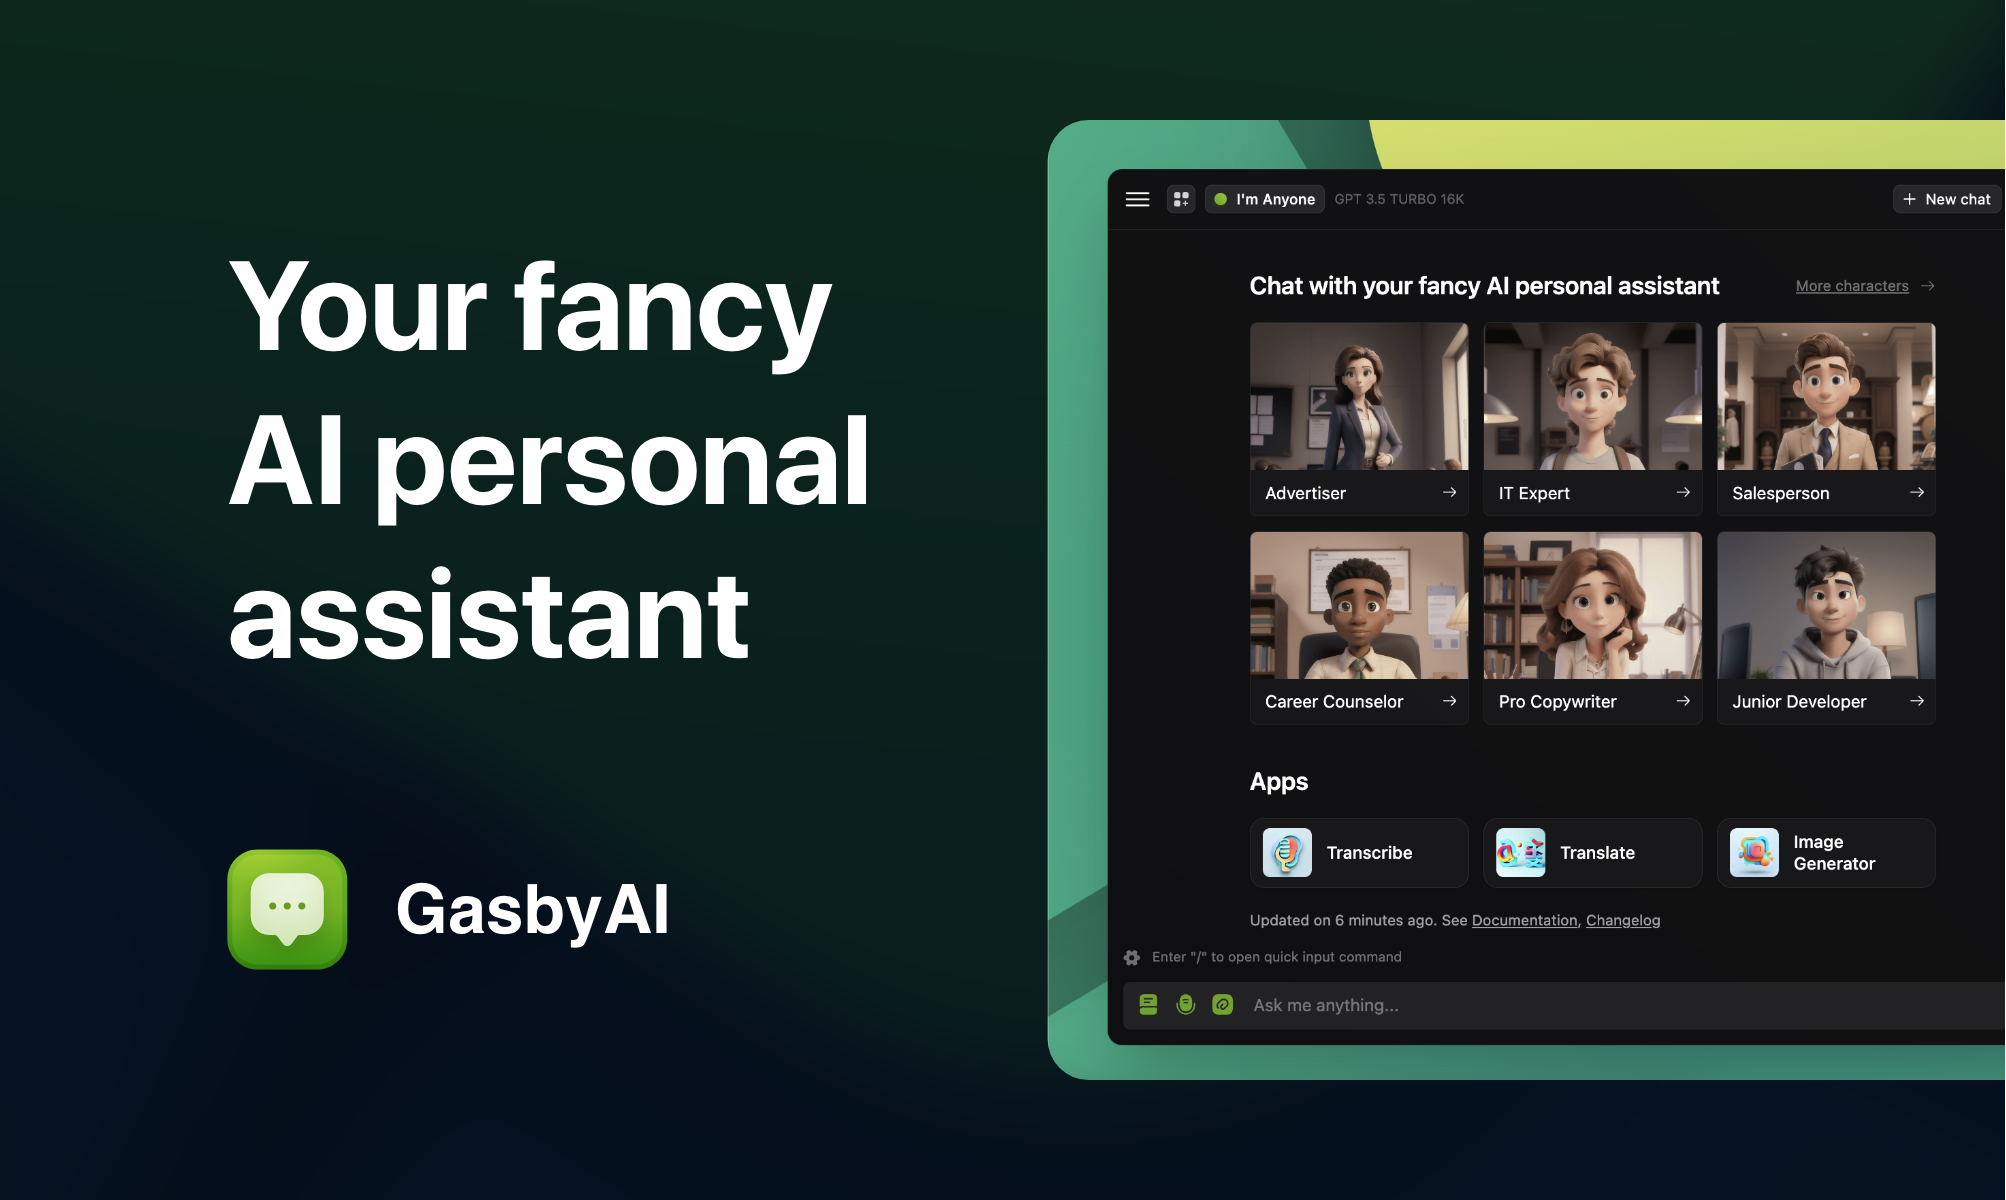 Your fancy
AI personal
assistant
GasbyAI
I'm Anyone
GPT 3.5 TURBO 16K
New chat
Chat with your fancy AI personal assistant
More characters
Advertiser
IT Expert
Salesperson
Career Counselor
Pro Copywriter
Junior Developer
Apps
Transcribe
Translate
Image
Generator
Updated on 6 minutes ago. See Documentation, Changelog
Enter "/" to open quick input command
Ask me anything...